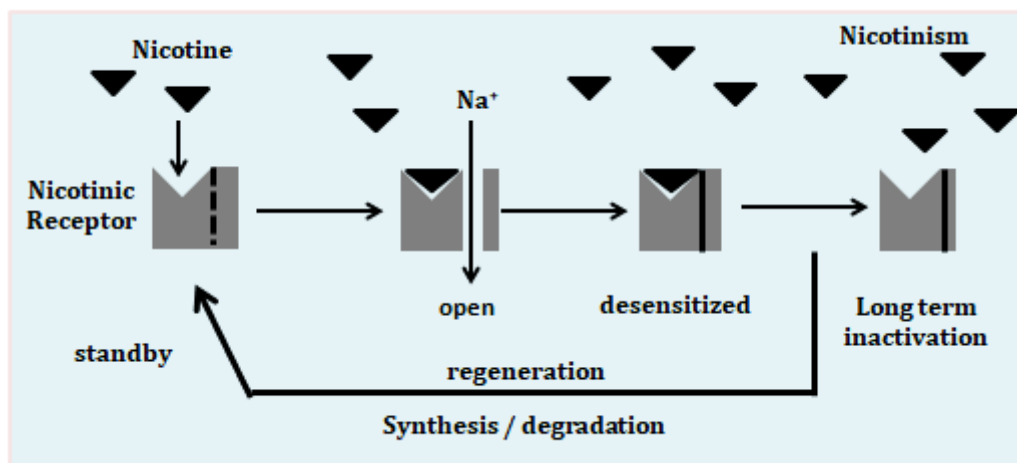 Nicotine
Nicotinism
Na⁺
Nicotinic
Receptor
open
desensitized
Long term
inactivation
standby
regeneration
Synthesis / degradation